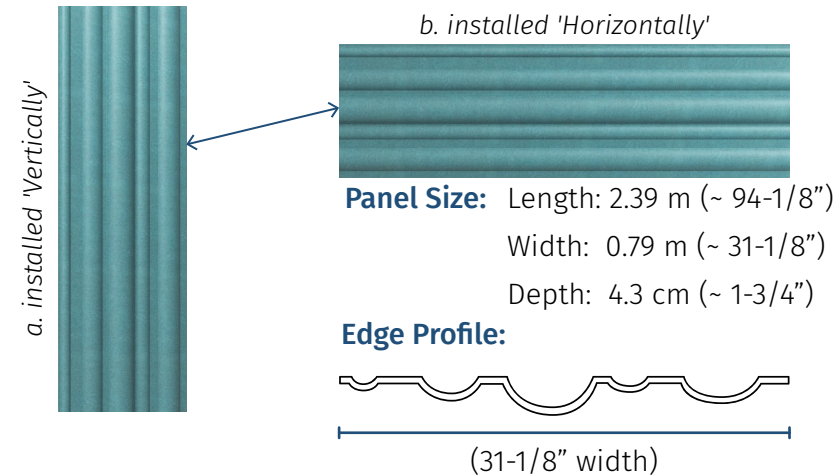 a. installed 'Vertically'
b. installed 'Horizontally'
Panel Size: Length: 2.39 m (~ 94-1/8”)
Width: 0.79 m (~ 31-1/8”)
Depth: 4.3 cm (~ 1-3/4”)
Edge Profile:
(31-1/8” width)